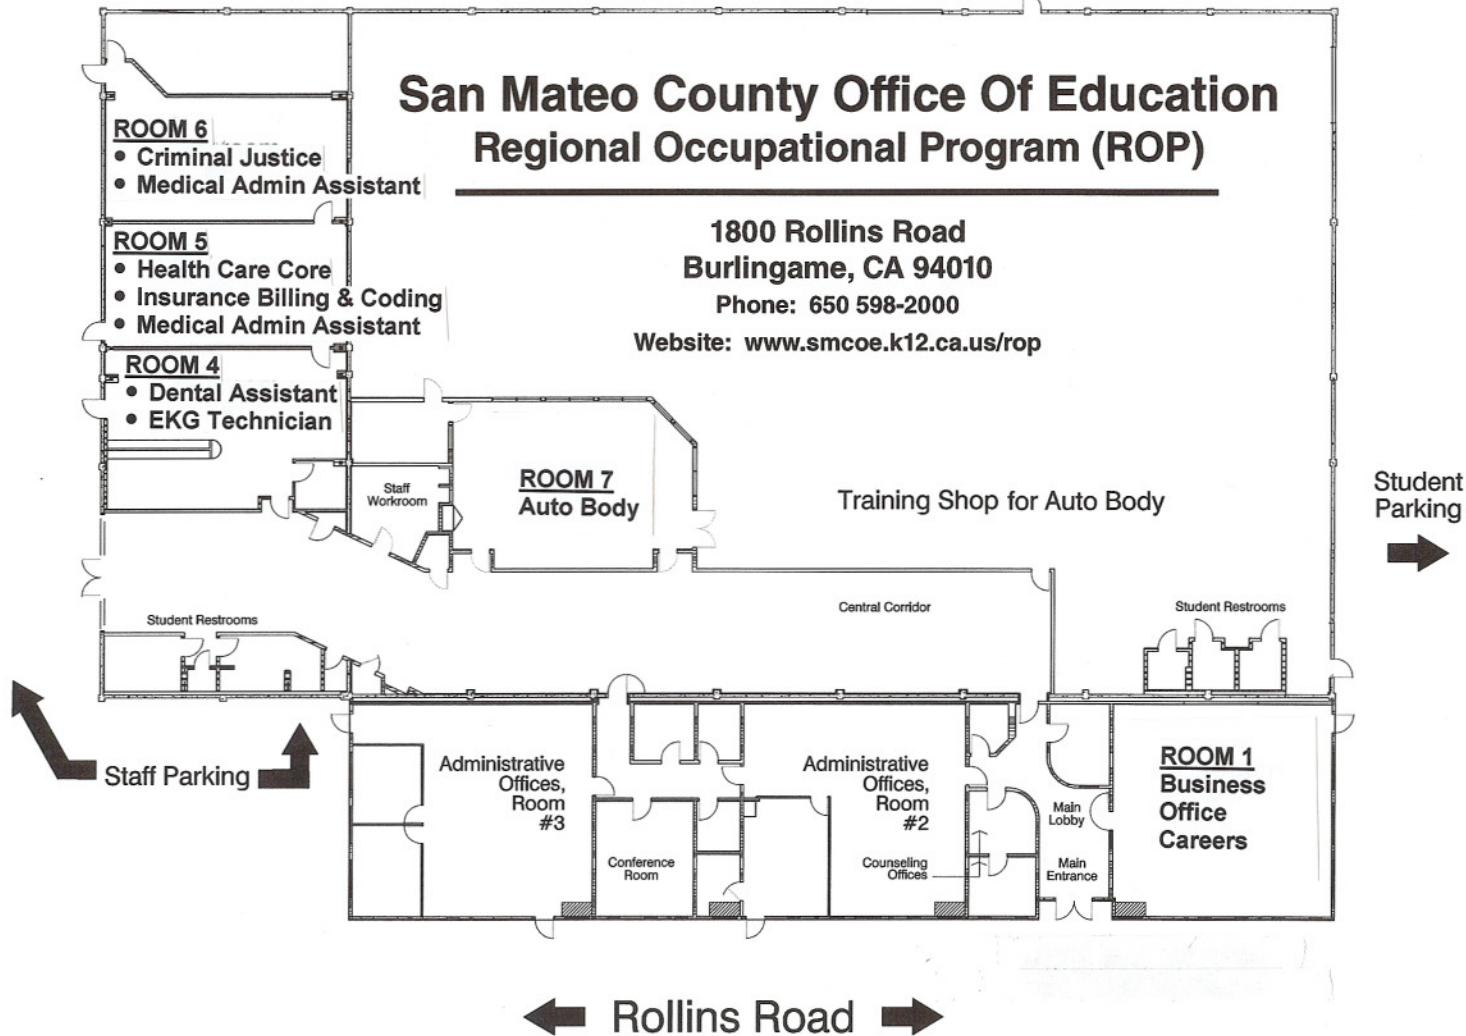 San Mateo County Office Of Education
Regional Occupational Program (ROP)
1800 Rollins Road
Burlingame, CA 94010
Phone: 650 598-2000
Website: www.smcoe.k12.ca.us/rop
ROOM 6
• Criminal Justice
• Medical Admin Assistant
ROOM 5
• Health Care Core
• Insurance Billing & Coding
• Medical Admin Assistant
ROOM 4
• Dental Assistant
• EKG Technician
Staff
Workroom
ROOM 7
Auto Body
Training Shop for Auto Body
Student
Parking
Student Restrooms
Central Corridor
Student Restrooms
Staff Parking
Administrative
Offices,
Room
#3
Conference
Room
Administrative
Offices,
Room
#2
Counseling
Offices
Main
Lobby
Main
Entrance
ROOM 1
Business
Office
Careers
Rollins Road